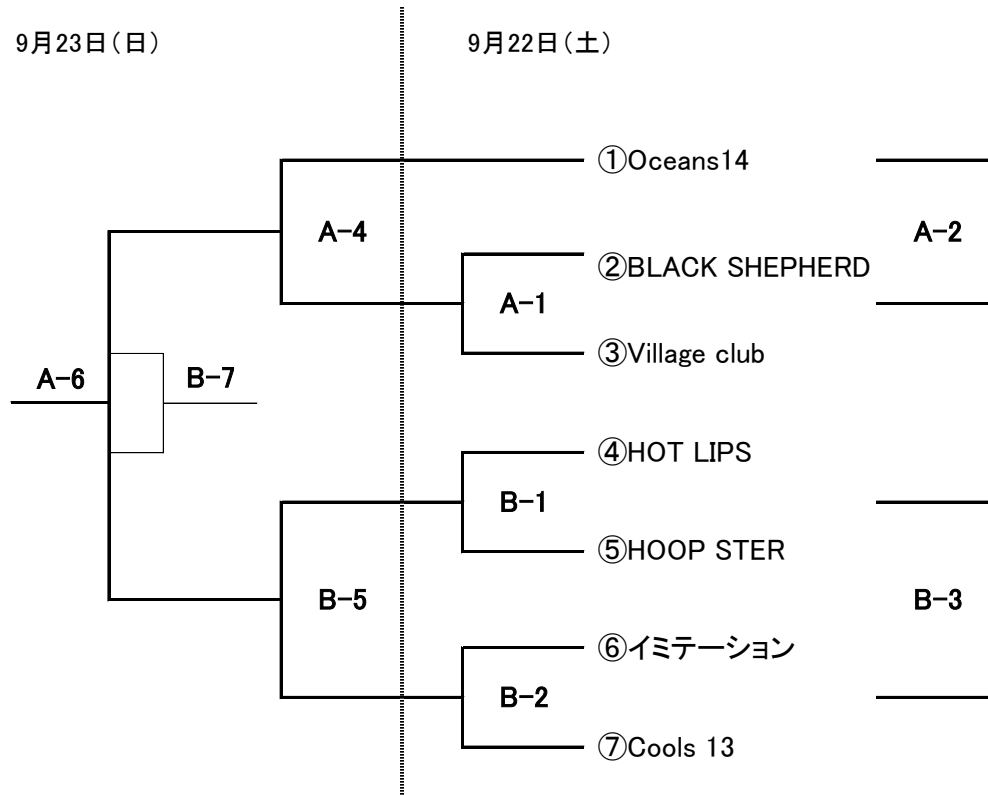 9月23日(日)
9月22日(土)
①Oceans14
A-4
A-2
②BLACK SHEPHERD
A-1
③Village club
A-6
B-7
④HOT LIPS
B-1
⑤HOOP STER
B-5
B-3
⑥イミテーション
B-2
⑦Cools 13